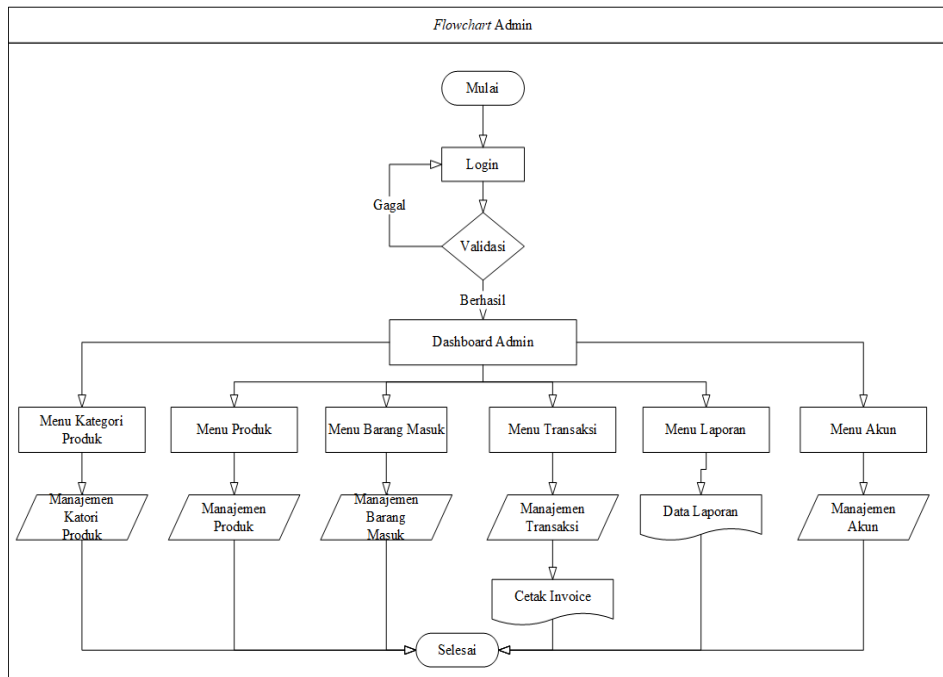 Flowchart Admin
Mulai
Login
Gagal
Validasi
Berhasil
Dashboard Admin
Menu Kategori
Produk
Menu Produk
Menu Barang Masuk
Menu Transaksi
Menu Laporan
Menu Akun
Manajemen
Katori
Produk
Manajemen
Produk
Manajemen
Barang
Masuk
Manajemen
Transaksi
Data Laporan
Manajemen
Akun
Cetak Invoice
Selesai